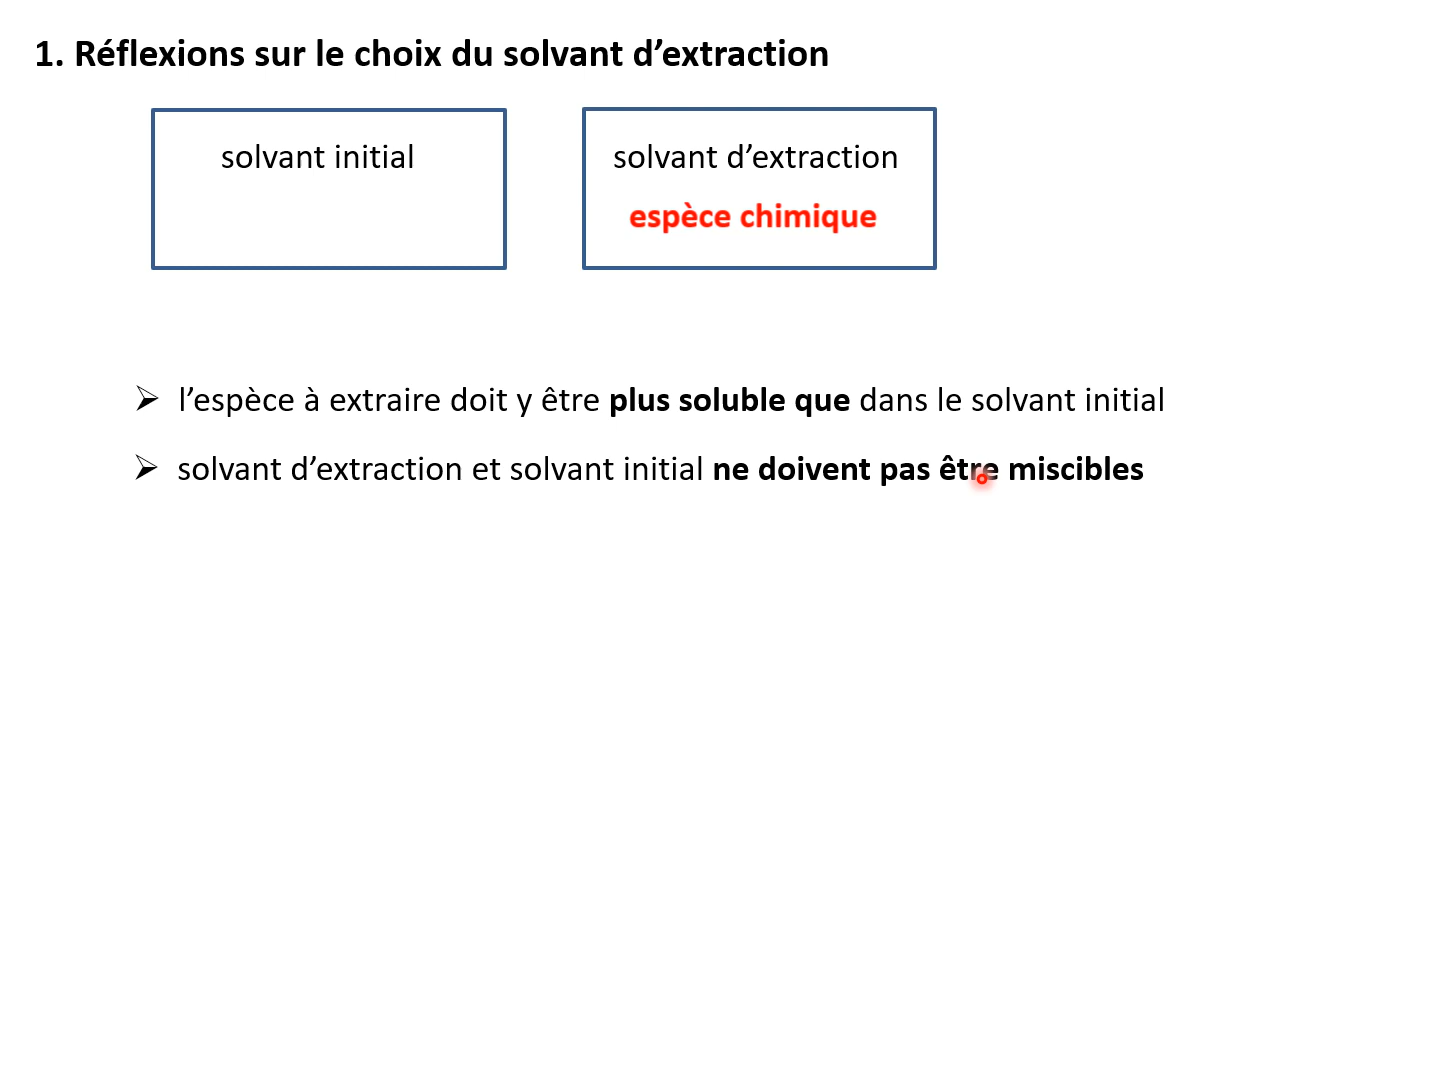 1. Réflexions sur le choix du solvant d’extraction
solvant initial
solvant d’extraction
espèce chimique
➢ l’espèce à extraire doit y être plus soluble que dans le solvant initial
➢ solvant d’extraction et solvant initial ne doivent pas être miscibles